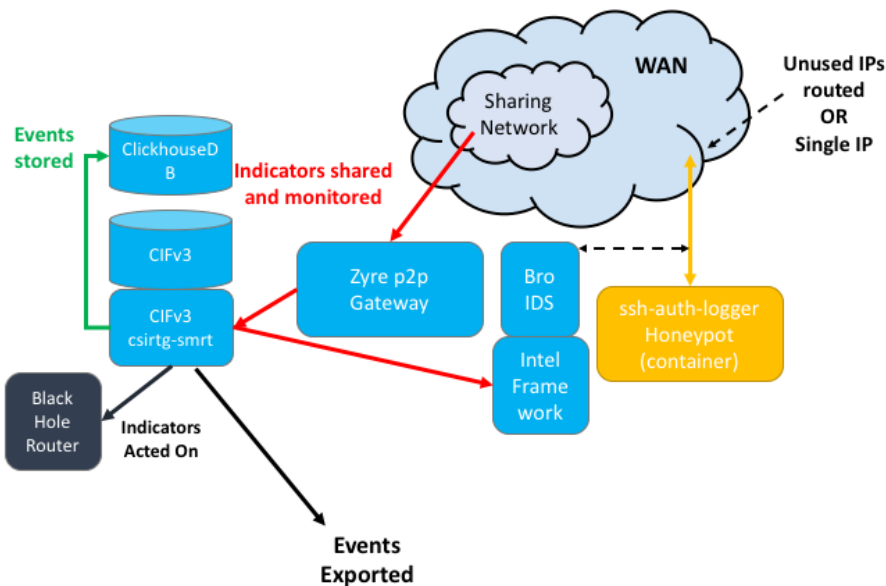 WAN
Unused IPs
routed
OR
Single IP
Sharing
Network
Events
stored
ClickhouseD
B
Indicators shared
and monitored
CIFv3
Zyre p2p
Gateway
Bro
IDS
ssh-auth-logger
Honeypot
(container)
CIFv3
csirtg-smrt
Intel
Frame
work
Black
Hole
Router
Indicators
Acted On
Events
Exported